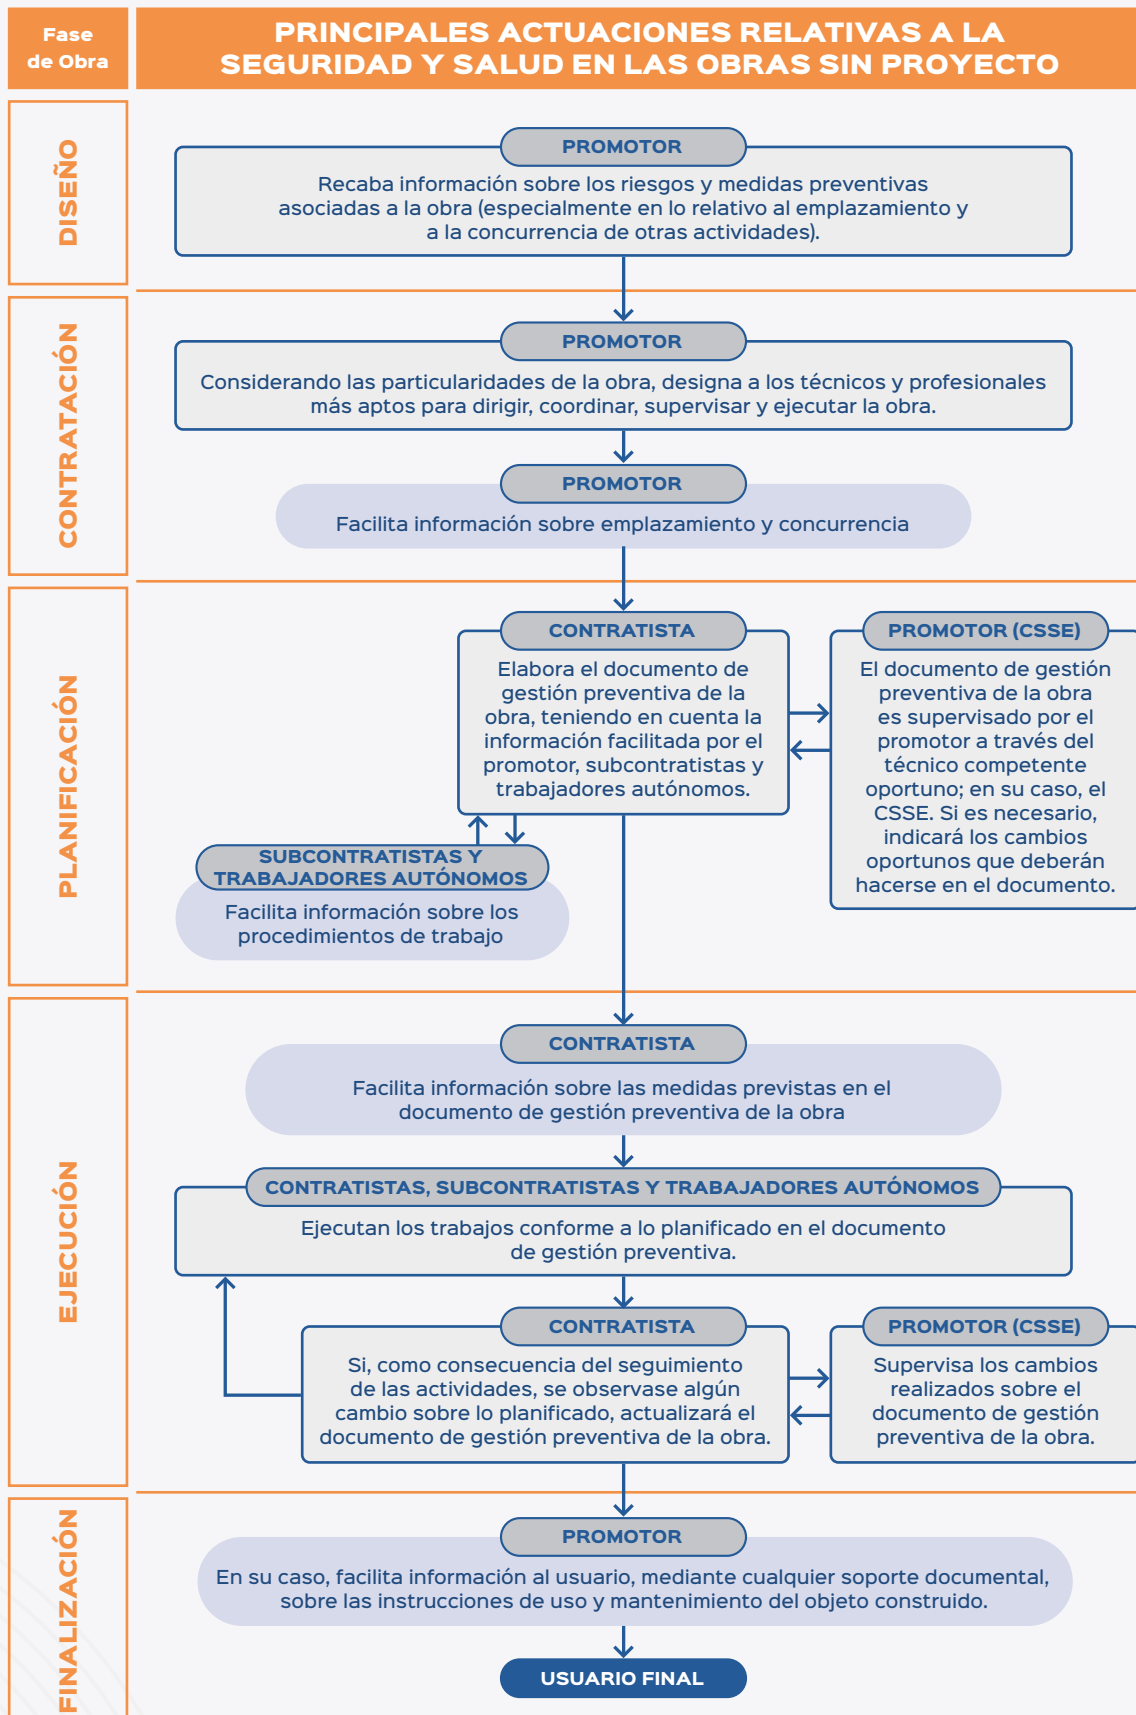 Fase
de Obra
PRINCIPALES ACTUACIONES RELATIVAS A LA
SEGURIDAD Y SALUD EN LAS OBRAS SIN PROYECTO
DISEÑO
PROMOTOR
Recaba información sobre los riesgos y medidas preventivas
asociadas a la obra (especialmente en lo relativo al emplazamiento y
a la concurrencia de otras actividades).
CONTRATACIÓN
PROMOTOR
Considerando las particularidades de la obra, designa a los técnicos y profesionales
más aptos para dirigir, coordinar, supervisar y ejecutar la obra.
PROMOTOR
Facilita información sobre emplazamiento y concurrencia
PLANIFICACIÓN
CONTRATISTA
Elabora el documento de
gestión preventiva de la
obra, teniendo en cuenta la
información facilitada por el
promotor, subcontratistas y
trabajadores autónomos.
PROMOTOR (CSSE)
El documento de gestión
preventiva de la obra
es supervisado por el
promotor a través del
técnico competente
oportuno; en su caso, el
CSSE. Si es necesario,
indicará los cambios
oportunos que deberán
hacerse en el documento.
SUBCONTRATISTAS Y
TRABAJADORES AUTÓNOMOS
Facilita información sobre los
procedimientos de trabajo
EJECUCIÓN
CONTRATISTA
Facilita información sobre las medidas previstas en el
documento de gestión preventiva de la obra
CONTRATISTAS, SUBCONTRATISTAS Y TRABAJADORES AUTÓNOMOS
Ejecutan los trabajos conforme a lo planificado en el documento
de gestión preventiva.
CONTRATISTA
Si, como consecuencia del seguimiento
de las actividades, se observase algún
cambio sobre lo planificado, actualizará el
documento de gestión preventiva de la obra.
PROMOTOR (CSSE)
Supervisa los cambios
realizados sobre el
documento de gestión
preventiva de la obra.
FINALIZACIÓN
PROMOTOR
En su caso, facilita información al usuario, mediante cualquier soporte documental,
sobre las instrucciones de uso y mantenimiento del objeto construido.
USUARIO FINAL